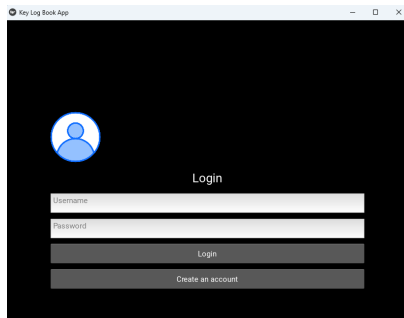 Key Log Book App
Login
Username
Password
Login
Create an account